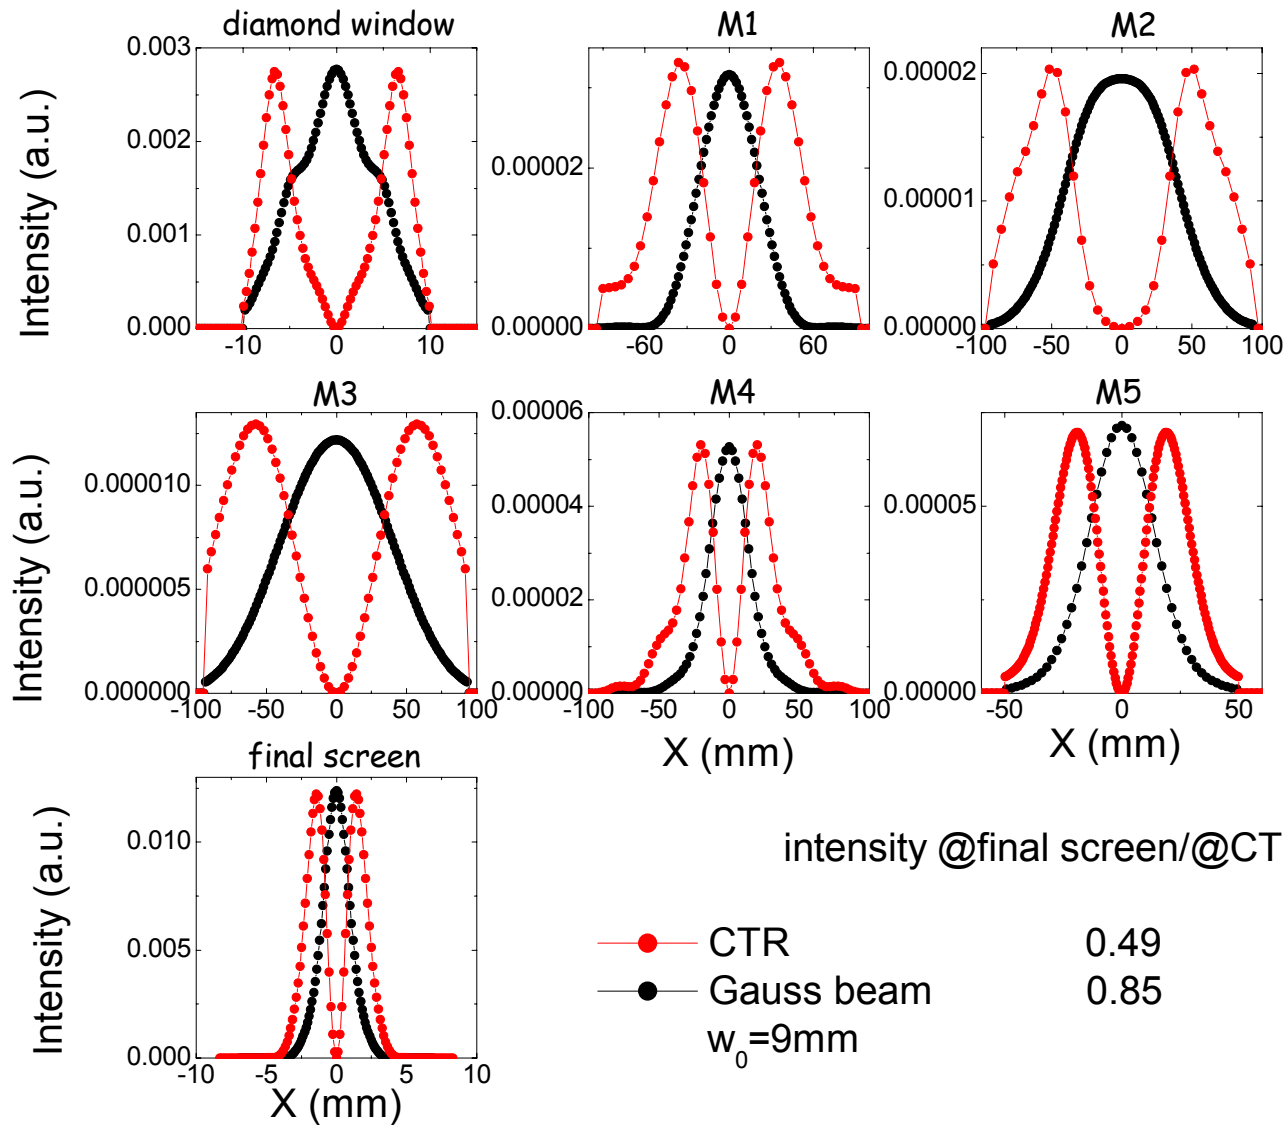 diamond window
M1
M2
Intensity (a.u.)
0.003
0.002
0.001
0.000
-10 0 10
0.00002
0.00000
-60 0 60
0.00002
0.00001
0.00000
-100 -50 0 50 100
M3
M4
M5
Intensity (a.u.)
0.000010
0.000005
0.000000
-100 -50 0 50 100
0.00006
0.00004
0.00002
0.00000
-100 -50 0 50 100
X (mm)
0.00005
0.00000
-50 0 50
X (mm)
final screen
Intensity (a.u.)
0.010
0.005
0.000
-10 -5 0 5 10
X (mm)
intensity @final screen/@CT
CTR 0.49
Gauss beam 0.85
w0=9mm